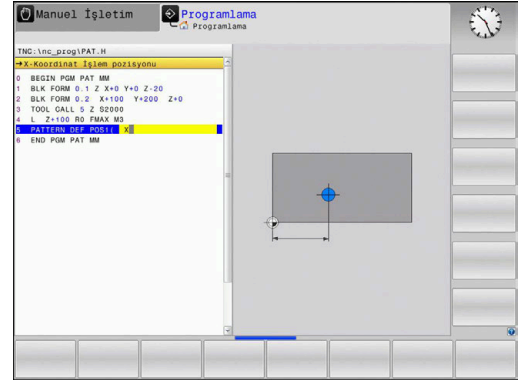 Manuel İşletim
Programlama
Programlama
TNC:\nc_prog\PAT.H
→X-Koordinat İşlem pozisyonu
0 BEGIN PGM PAT MM
1 BLK FORM 0.1 Z X+0 Y+0 Z-20
2 BLK FORM 0.2 X+100 Y+200 Z+0
3 TOOL CALL 5 Z S2000
4 L Z+100 R0 FMAX M3
5 PATTERN DEF POS1( X
6 END PGM PAT MM